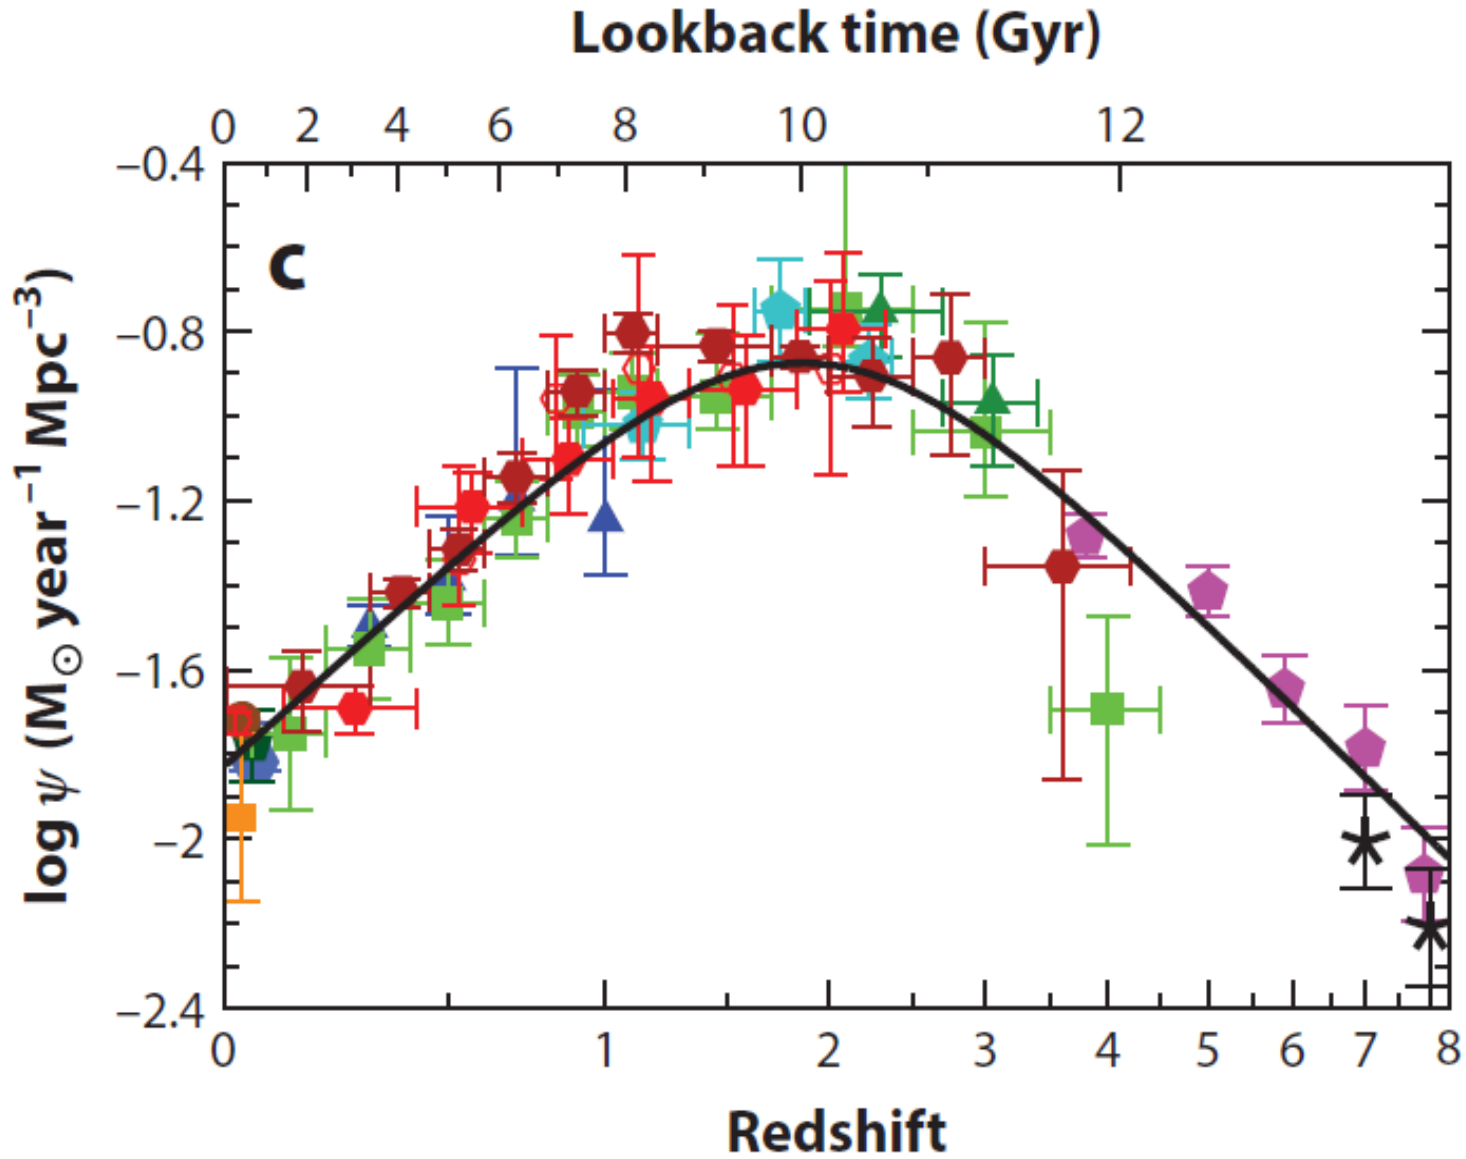 Lookback time (Gyr)
0 2 4 6 8 10 12
c
log ψ (M⊙ year⁻¹ Mpc⁻³)
−0.4
−0.8
−1.2
−1.6
−2
−2.4
0 1 2 3 4 5 6 7 8
Redshift